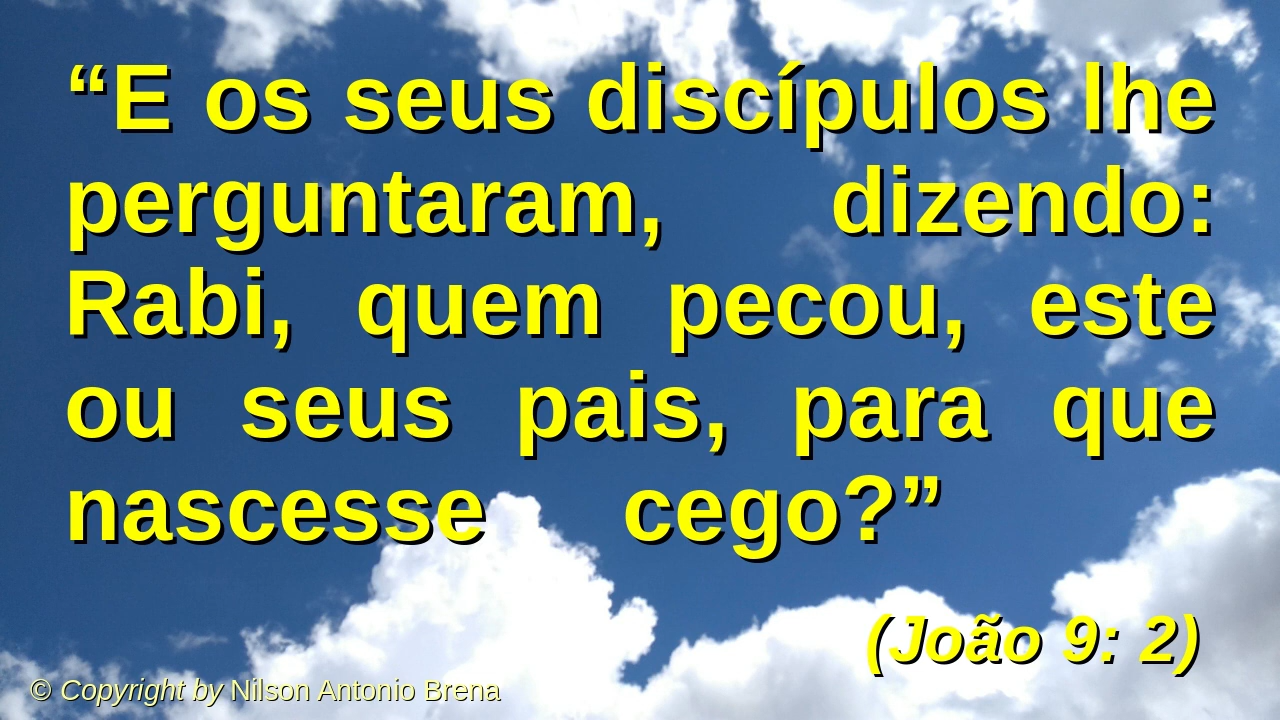 “E os seus discípulos lhe
perguntaram, dizendo:
Rabi, quem pecou, este
ou seus pais, para que
nascesse cego?”
(João 9: 2)
© Copyright by Nilson Antonio Brena